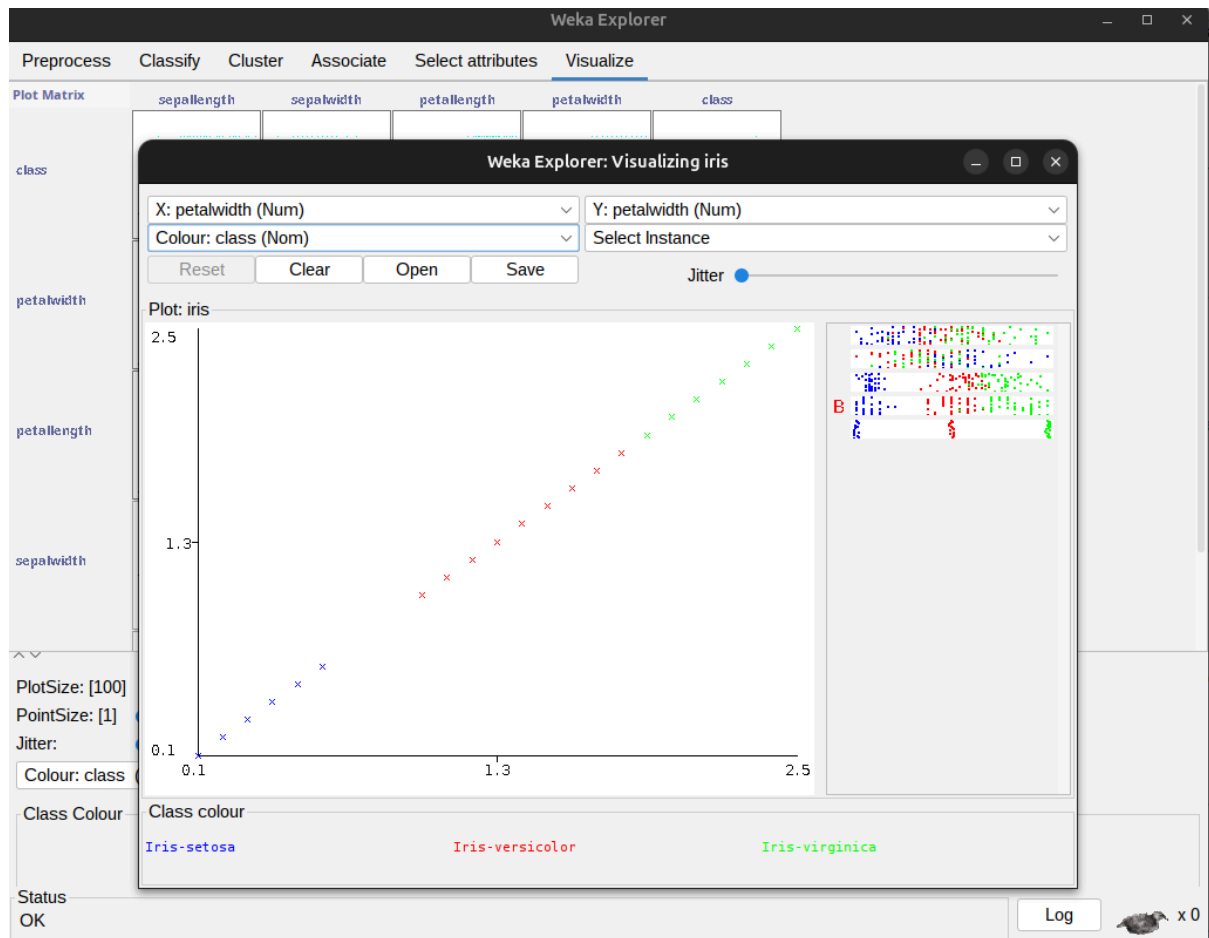 Weka Explorer
Preprocess Classify Cluster Associate Select attributes Visualize
Plot Matrix sepallength sepalwidth petallength petalwidth class
class
petalwidth
petallength
sepalwidth
Weka Explorer: Visualizing iris
X: petalwidth (Num) Y: petalwidth (Num)
Colour: class (Nom) Select Instance
Reset Clear Open Save Jitter
Plot: iris
2.5
1.3
0.1
0.1 1.3 2.5
B
Class colour
Iris-setosa Iris-versicolor Iris-virginica
PlotSize: [100]
PointSize: [1]
Jitter:
Colour: class (
Class Colour
Status
OK
Log x 0